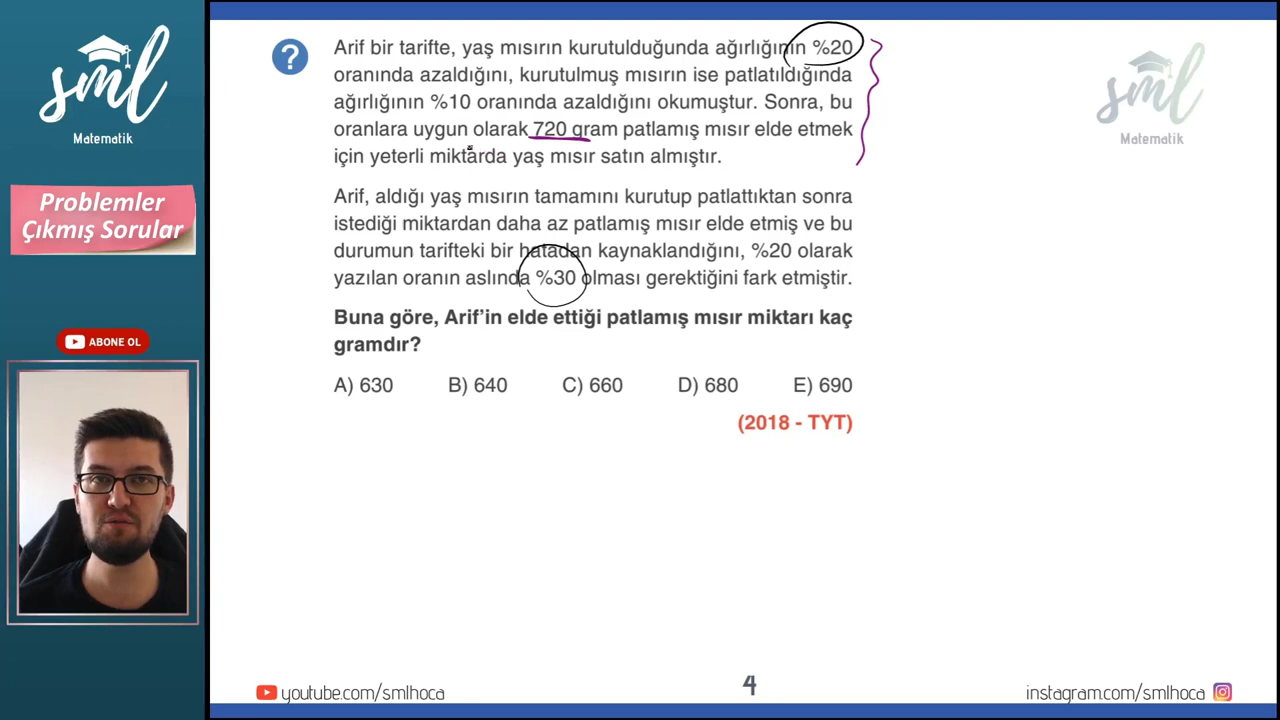 sml
Matematik
Problemler
Çıkmış Sorular
ABONE OL
?
Arif bir tarifte, yaş mısırın kurutulduğunda ağırlığının %20
oranında azaldığını, kurutulmuş mısırın ise patlatıldığında
ağırlığının %10 oranında azaldığını okumuştur. Sonra, bu
oranlara uygun olarak 720 gram patlamış mısır elde etmek
için yeterli miktarda yaş mısır satın almıştır.
Arif, aldığı yaş mısırın tamamını kurutup patlattıktan sonra
istediği miktardan daha az patlamış mısır elde etmiş ve bu
durumun tarifteki bir hatadan kaynaklandığını, %20 olarak
yazılan oranın aslında %30 olması gerektiğini fark etmiştir.
Buna göre, Arif'in elde ettiği patlamış mısır miktarı kaç
gramdır?
A) 630 B) 640 C) 660 D) 680 E) 690
(2018 - TYT)
sml
Matematik
youtube.com/smlhoca
4
instagram.com/smlhoca